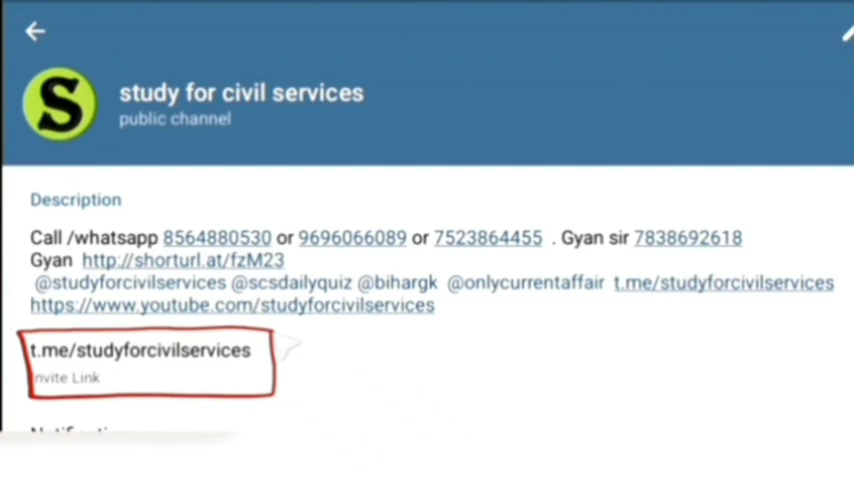 S
study for civil services
public channel
Description
Call /whatsapp 8564880530 or 9696066089 or 7523864455 . Gyan sir 7838692618
Gyan http://shorturl.at/fzM23
@studyforcivilservices @scsdailyquiz @bihargk @onlycurrentaffair t.me/studyforcivilservices
https://www.youtube.com/studyforcivilservices
t.me/studyforcivilservices
Invite Link